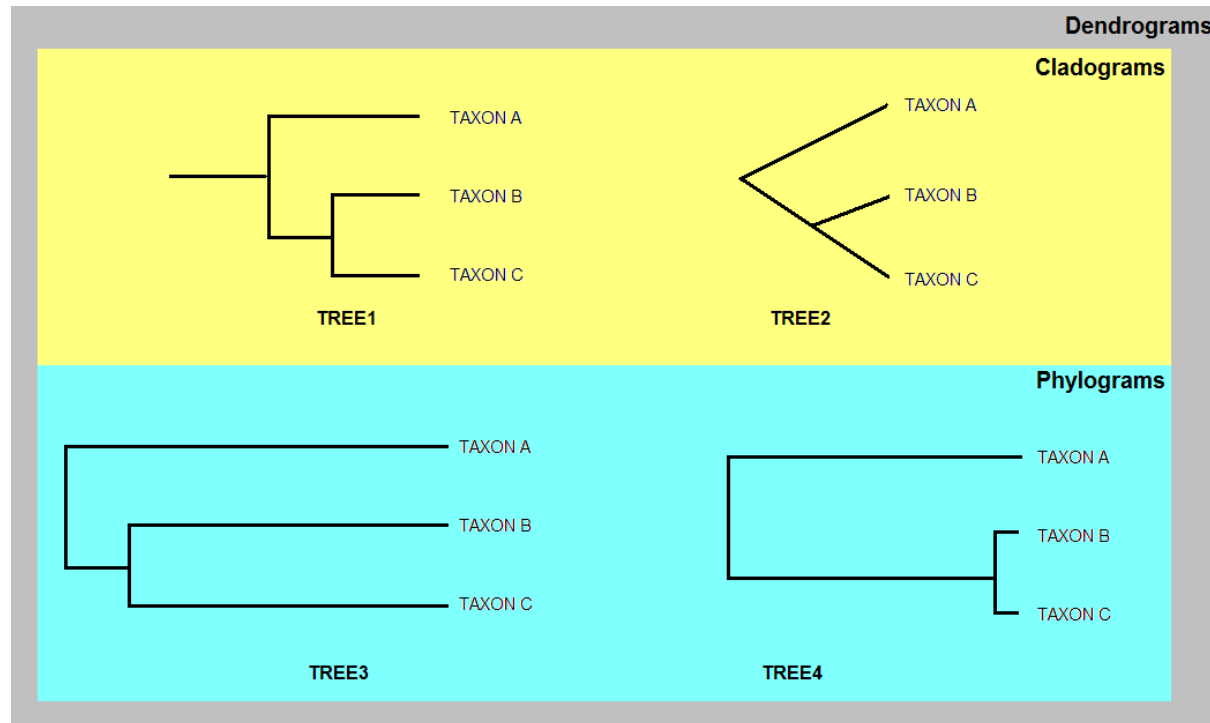 Dendrograms
Cladograms
TAXON A
TAXON B
TAXON C
TREE1
TAXON A
TAXON B
TAXON C
TREE2
Phylograms
TAXON A
TAXON B
TAXON C
TREE3
TAXON A
TAXON B
TAXON C
TREE4